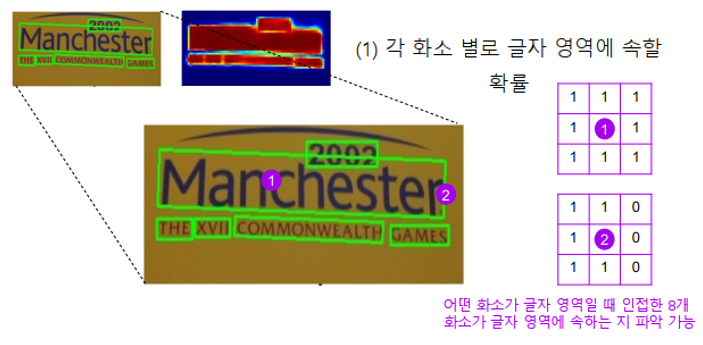 2002
Manchester
THE XVII COMMONWEALTH GAMES
(1) 각 화소 별로 글자 영역에 속할
확률
2002
Manchester
1
2
THE XVII COMMONWEALTH GAMES
1 1 1
1 1 1
1 1 1
1 1 0
1 2 0
1 1 0
어떤 화소가 글자 영역일 때 인접한 8개
화소가 글자 영역에 속하는 지 파악 가능